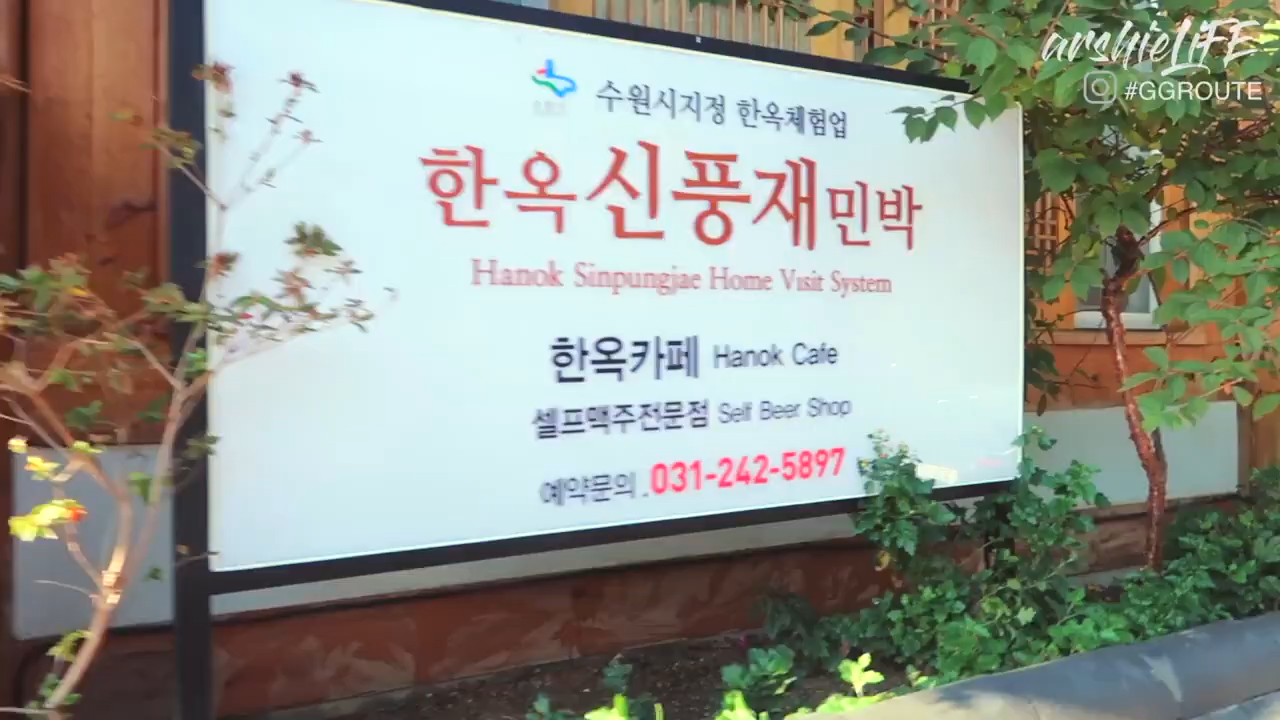 arshieLIFE
#GGROUTE
수원시지정 한옥체험업
한옥신풍재민박
Hanok Sinpungjae Home Visit System
한옥카페 Hanok Cafe
셀프맥주전문점 Self Beer Shop
예약문의 . 031-242-5897